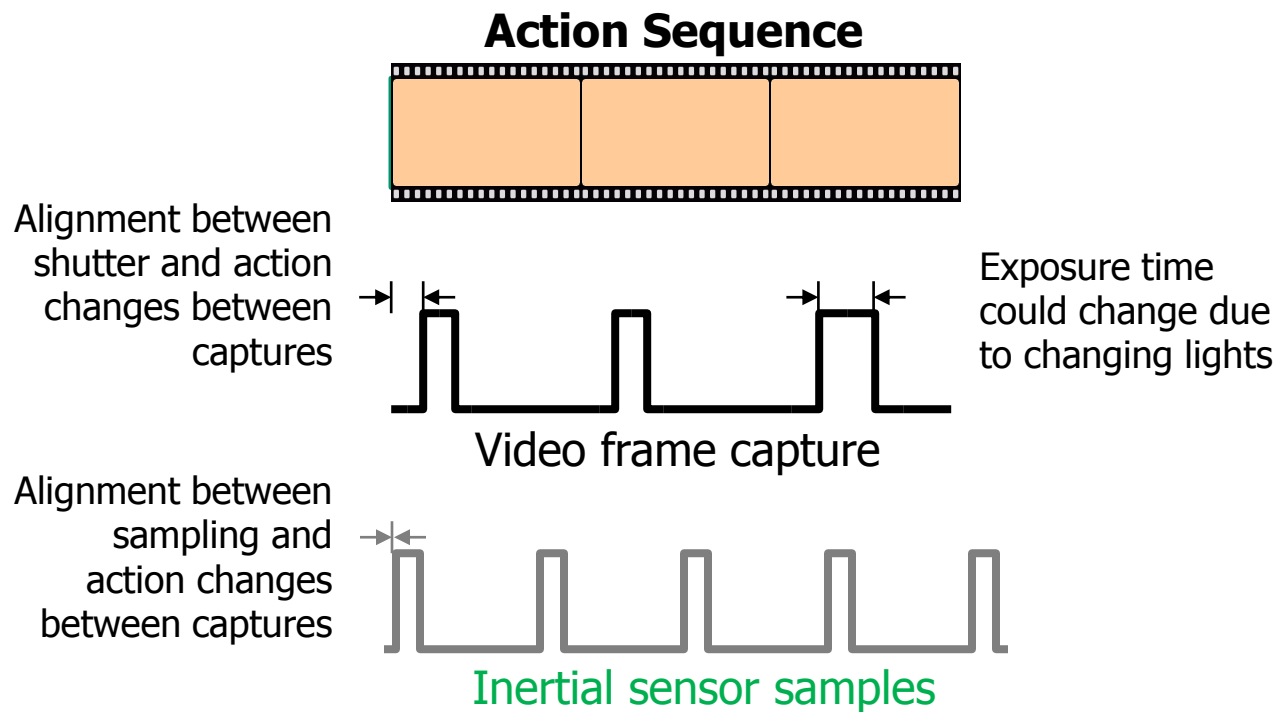 Action Sequence
Alignment between
shutter and action
changes between
captures
Exposure time
could change due
to changing lights
Video frame capture
Alignment between
sampling and
action changes
between captures
Inertial sensor samples